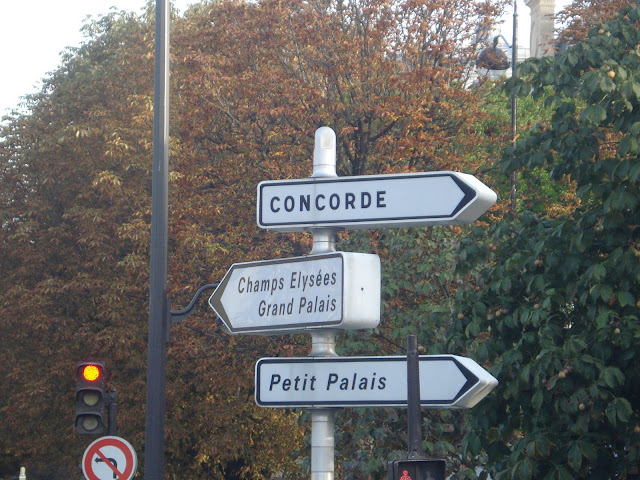 CONCORDE
Champs Elysées
Grand Palais
Petit Palais